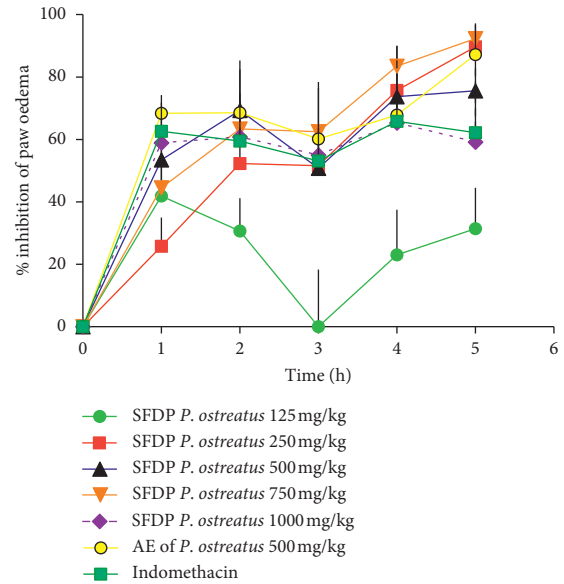 % inhibition of paw oedema
100
80
60
40
20
0
0 1 2 3 4 5 6
Time (h)
SFDP P. ostreatus 125 mg/kg
SFDP P. ostreatus 250 mg/kg
SFDP P. ostreatus 500 mg/kg
SFDP P. ostreatus 750 mg/kg
SFDP P. ostreatus 1000 mg/kg
AE of P. ostreatus 500 mg/kg
Indomethacin